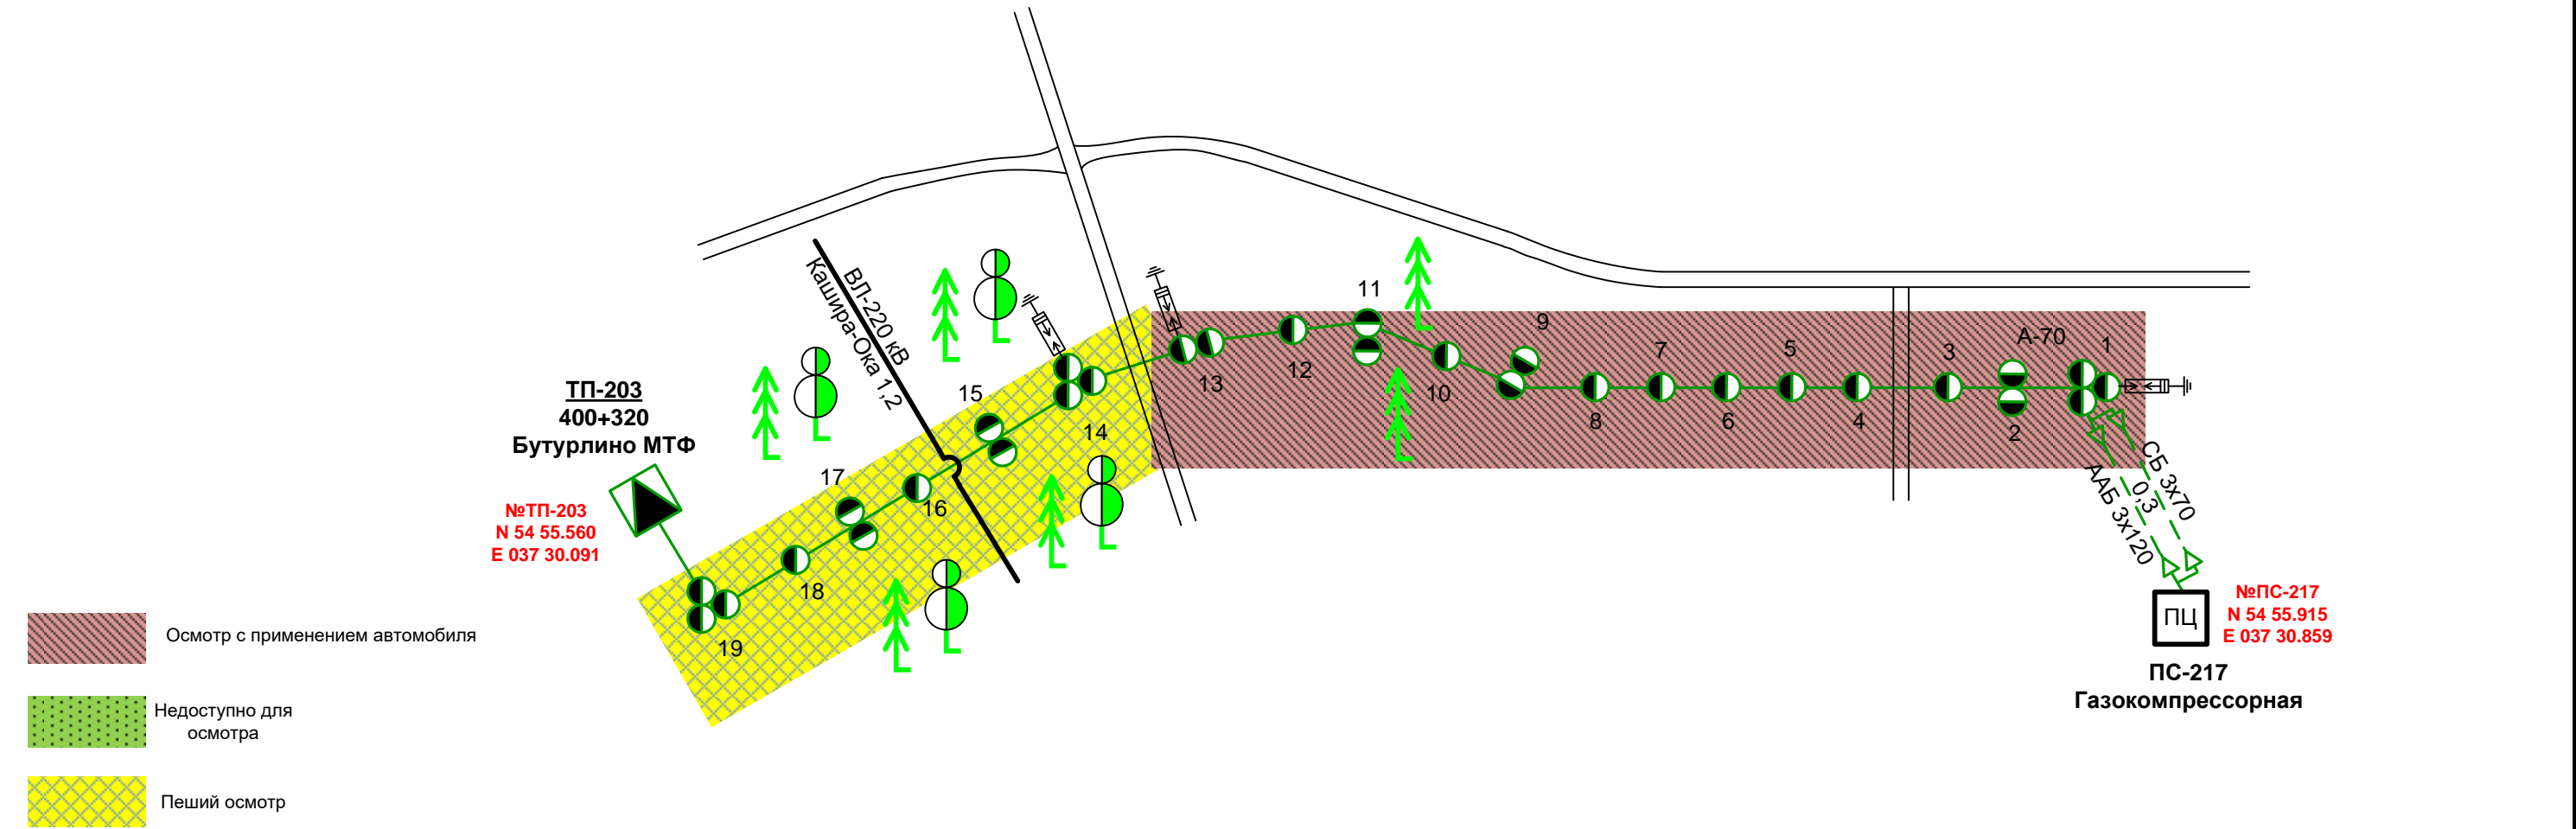 ВЛ-220 кВ
Кашира-Ока 1,2
ТП-203
400+320
Бутурлино МТФ
№ТП-203
N 54 55.560
E 037 30.091
19
18
17
16
15
14
13
12
11
10
9
8
7
6
5
4
3
2
А-70
1
СБ 3х70
0,3
ААБ 3х120
ПЦ
№ПС-217
N 54 55.915
E 037 30.859
ПС-217
Газокомпрессорная
Осмотр с применением автомобиля
Недоступно для
осмотра
Пеший осмотр